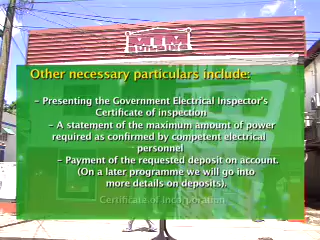 MTM
BUILDING
Other necessary particulars include:
- Presenting the Government Electrical Inspector's
Certificate of inspection
- A statement of the maximum amount of power
required as confirmed by competent electrical
personnel
- Payment of the requested deposit on account.
(On a later programme we will go into
more details on deposits).
Certificate of Incorporation